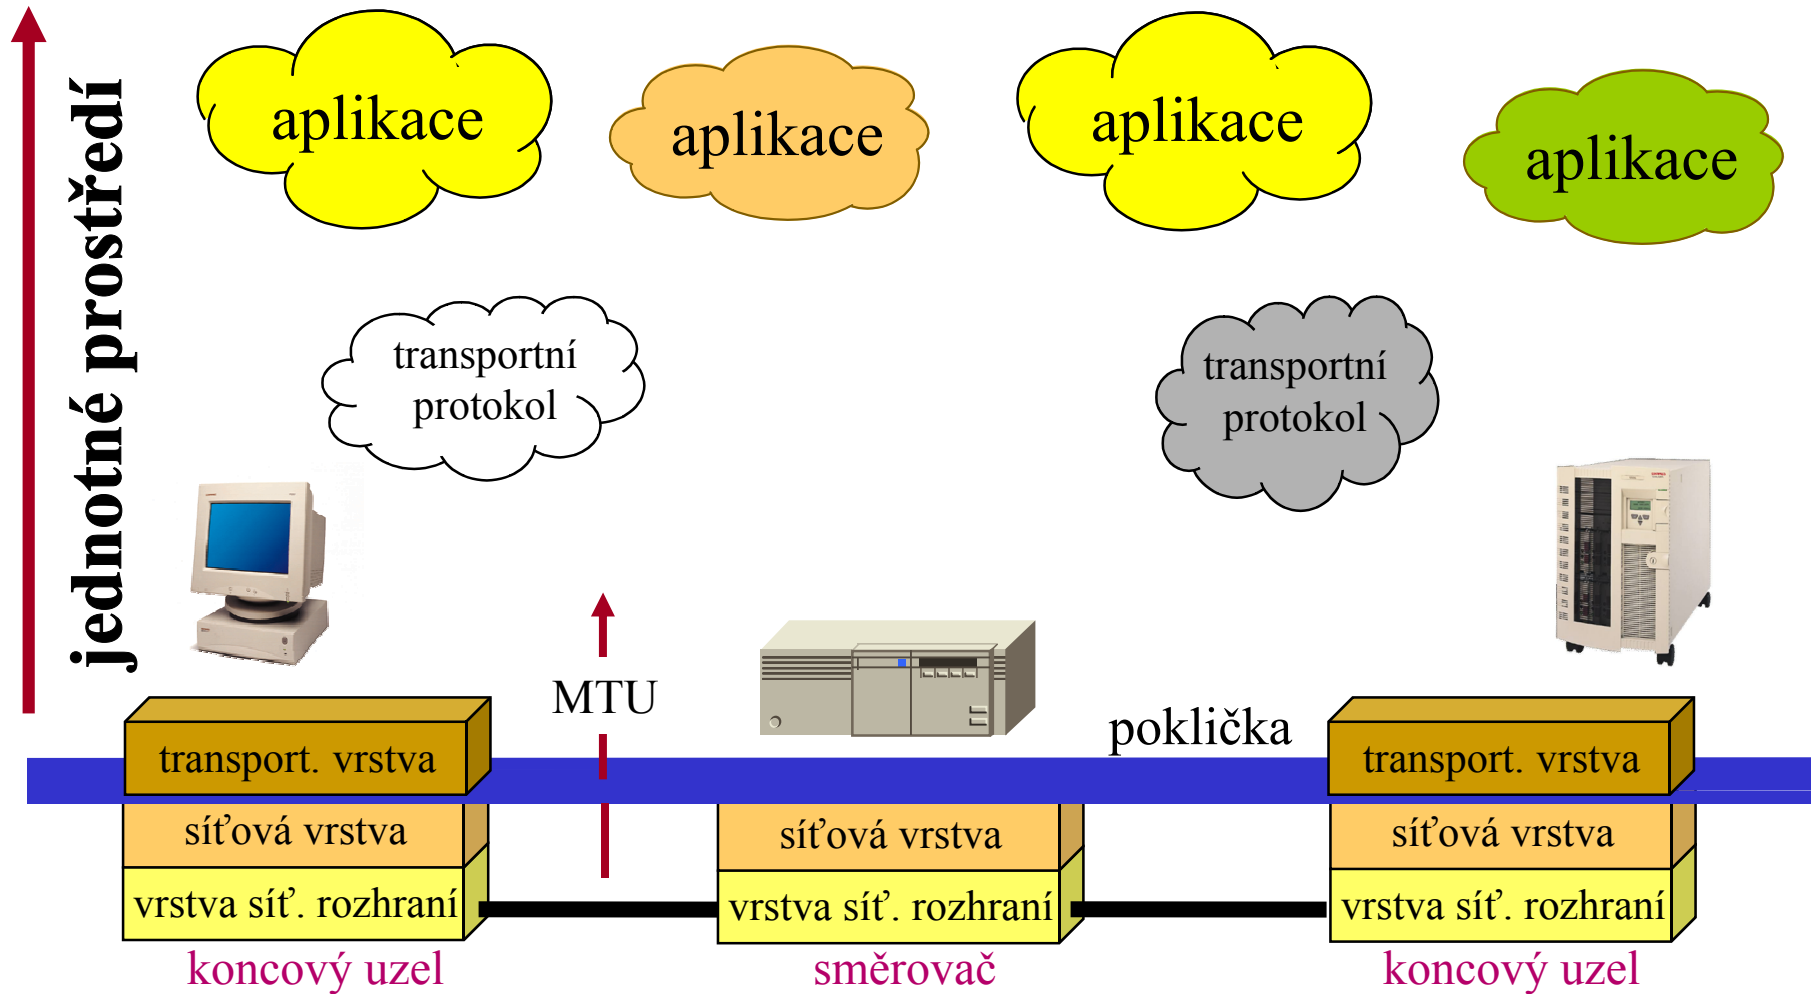 jednotné prostředí
aplikace
aplikace
aplikace
aplikace
transportní
protokol
transportní
protokol
MTU
poklička
transport. vrstva
transport. vrstva
síťová vrstva
síťová vrstva
síťová vrstva
vrstva síť. rozhraní
vrstva síť. rozhraní
vrstva síť. rozhraní
koncový uzel
směrovač
koncový uzel